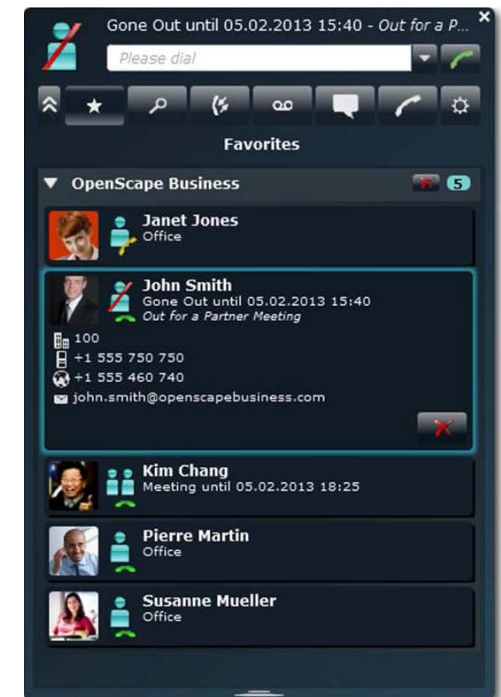 Gone Out until 05.02.2013 15:40 - Out for a P...
Please dial
Favorites
OpenScape Business
5
Janet Jones
Office
John Smith
Gone Out until 05.02.2013 15:40
Out for a Partner Meeting
100
+1 555 750 750
+1 555 460 740
john.smith@openscapebusiness.com
Kim Chang
Meeting until 05.02.2013 18:25
Pierre Martin
Office
Susanne Mueller
Office